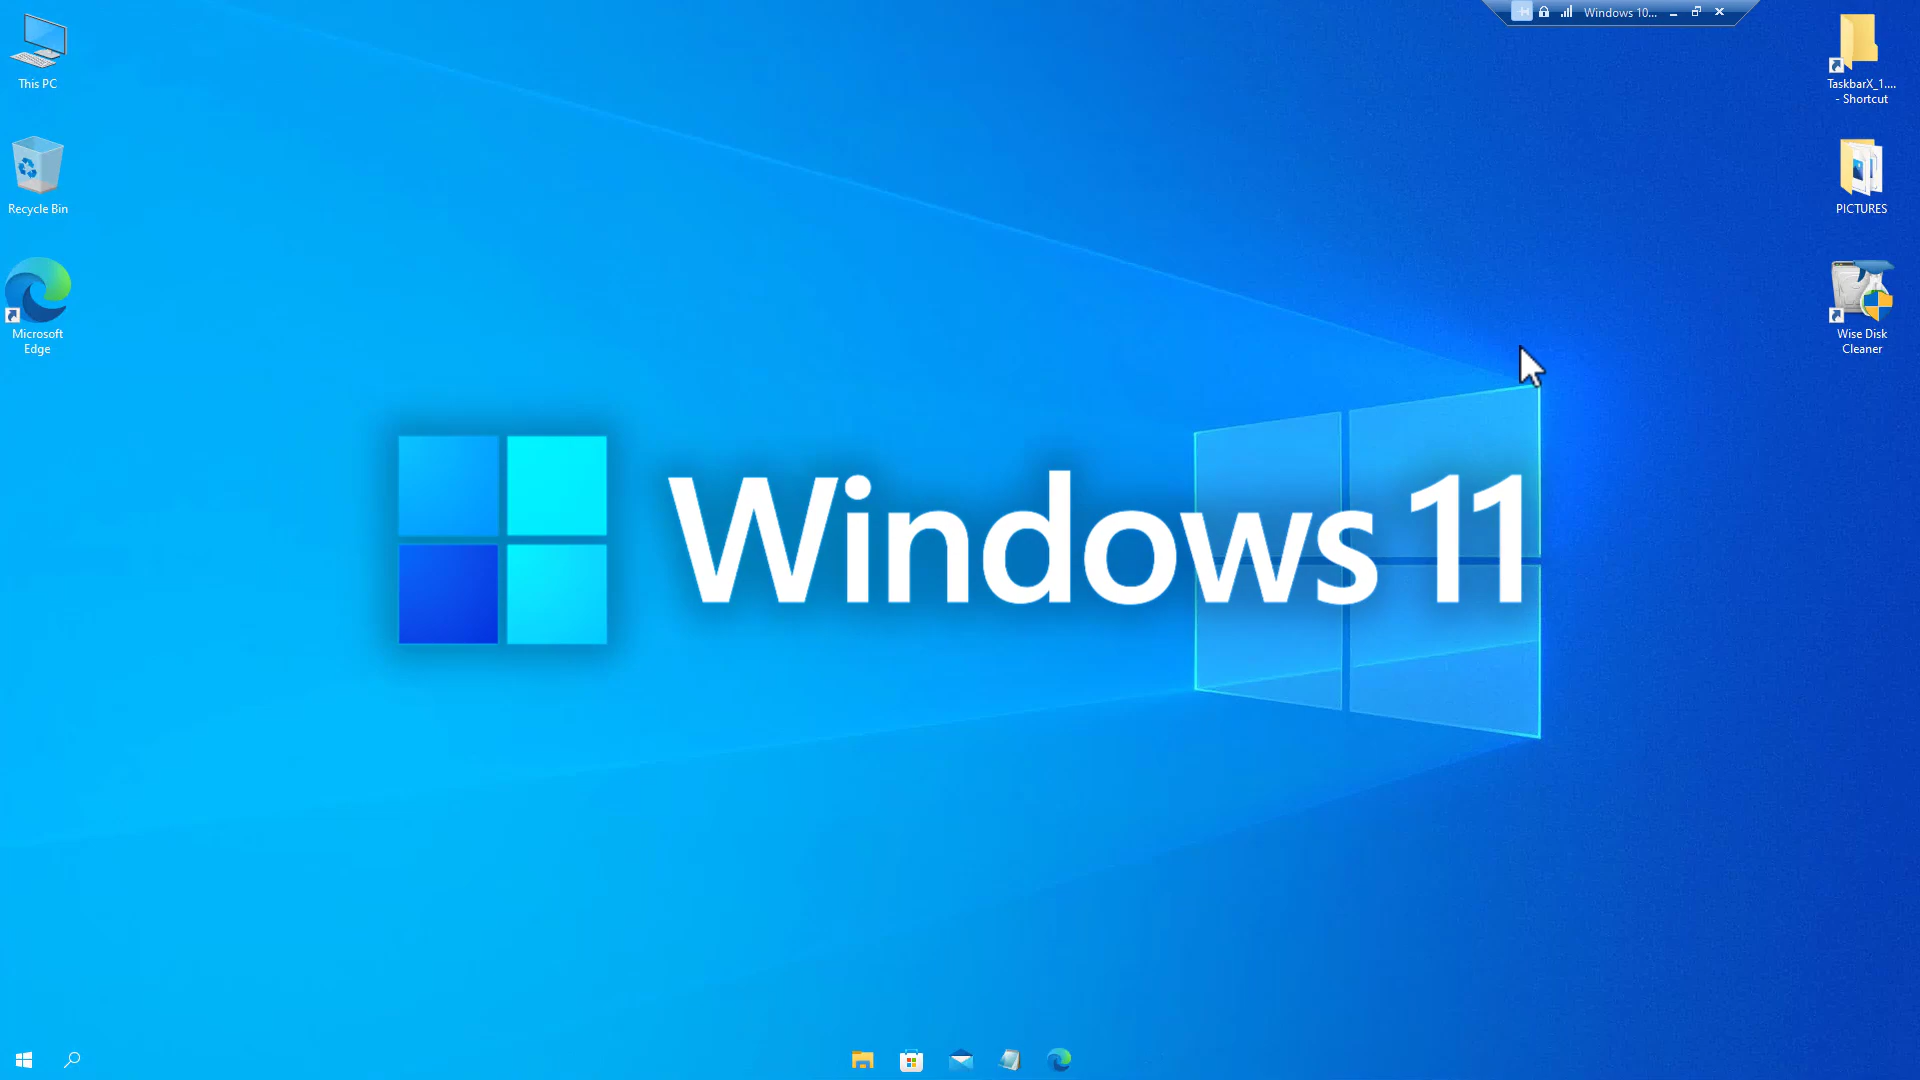 Windows 10...
This PC
TaskbarX_1....
- Shortcut
Recycle Bin
PICTURES
Microsoft
Edge
Wise Disk
Cleaner
Windows 11